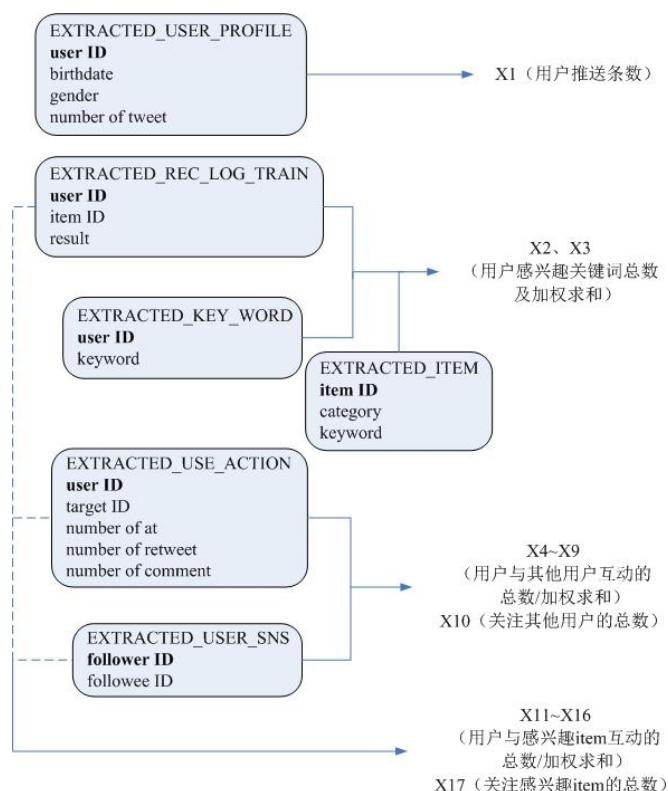 EXTRACTED_USER_PROFILE
user ID
birthdate
gender
number of tweet
X1（用户推送条数）
EXTRACTED_REC_LOG_TRAIN
user ID
item ID
result
X2、X3
（用户感兴趣关键词总数
及加权求和）
EXTRACTED_KEY_WORD
user ID
keyword
EXTRACTED_ITEM
item ID
category
keyword
EXTRACTED_USE_ACTION
user ID
target ID
number of at
number of retweet
number of comment
X4~X9
（用户与其他用户互动的
总数/加权求和）
X10（关注其他用户的总数）
EXTRACTED_USER_SNS
follower ID
followee ID
X11~X16
（用户与感兴趣item互动的
总数/加权求和）
X17（关注感兴趣item的总数）